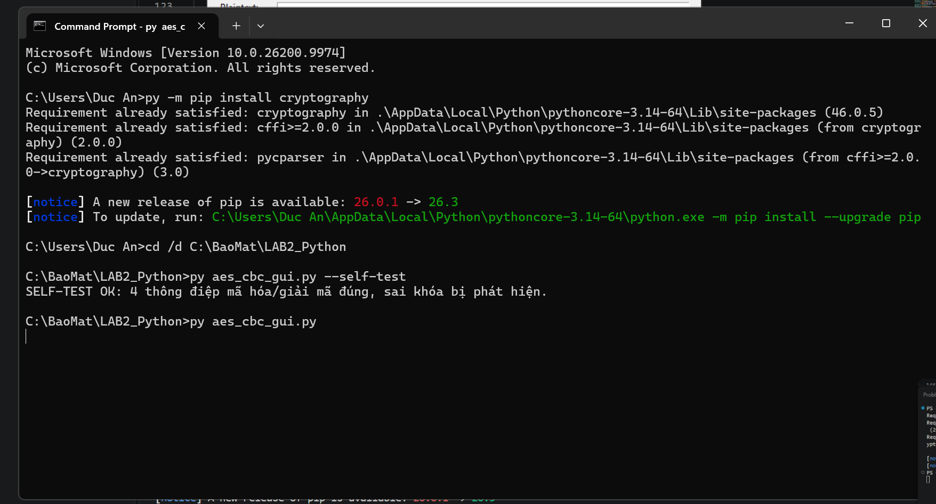 123
Command Prompt - py aes_c
Microsoft Windows [Version 10.0.26200.9974]
(c) Microsoft Corporation. All rights reserved.
C:\Users\Duc An>py -m pip install cryptography
Requirement already satisfied: cryptography in .\AppData\Local\Python\pythoncore-3.14-64\Lib\site-packages (46.0.5)
Requirement already satisfied: cffi>=2.0.0 in .\AppData\Local\Python\pythoncore-3.14-64\Lib\site-packages (from cryptogr
aphy) (2.0.0)
Requirement already satisfied: pycparser in .\AppData\Local\Python\pythoncore-3.14-64\Lib\site-packages (from cffi>=2.0.
0->cryptography) (3.0)
[notice] A new release of pip is available: 26.0.1 -> 26.3
[notice] To update, run: C:\Users\Duc An\AppData\Local\Python\pythoncore-3.14-64\python.exe -m pip install --upgrade pip
C:\Users\Duc An>cd /d C:\BaoMat\LAB2_Python
C:\BaoMat\LAB2_Python>py aes_cbc_gui.py --self-test
SELF-TEST OK: 4 thông điệp mã hóa/giải mã đúng, sai khóa bị phát hiện.
C:\BaoMat\LAB2_Python>py aes_cbc_gui.py